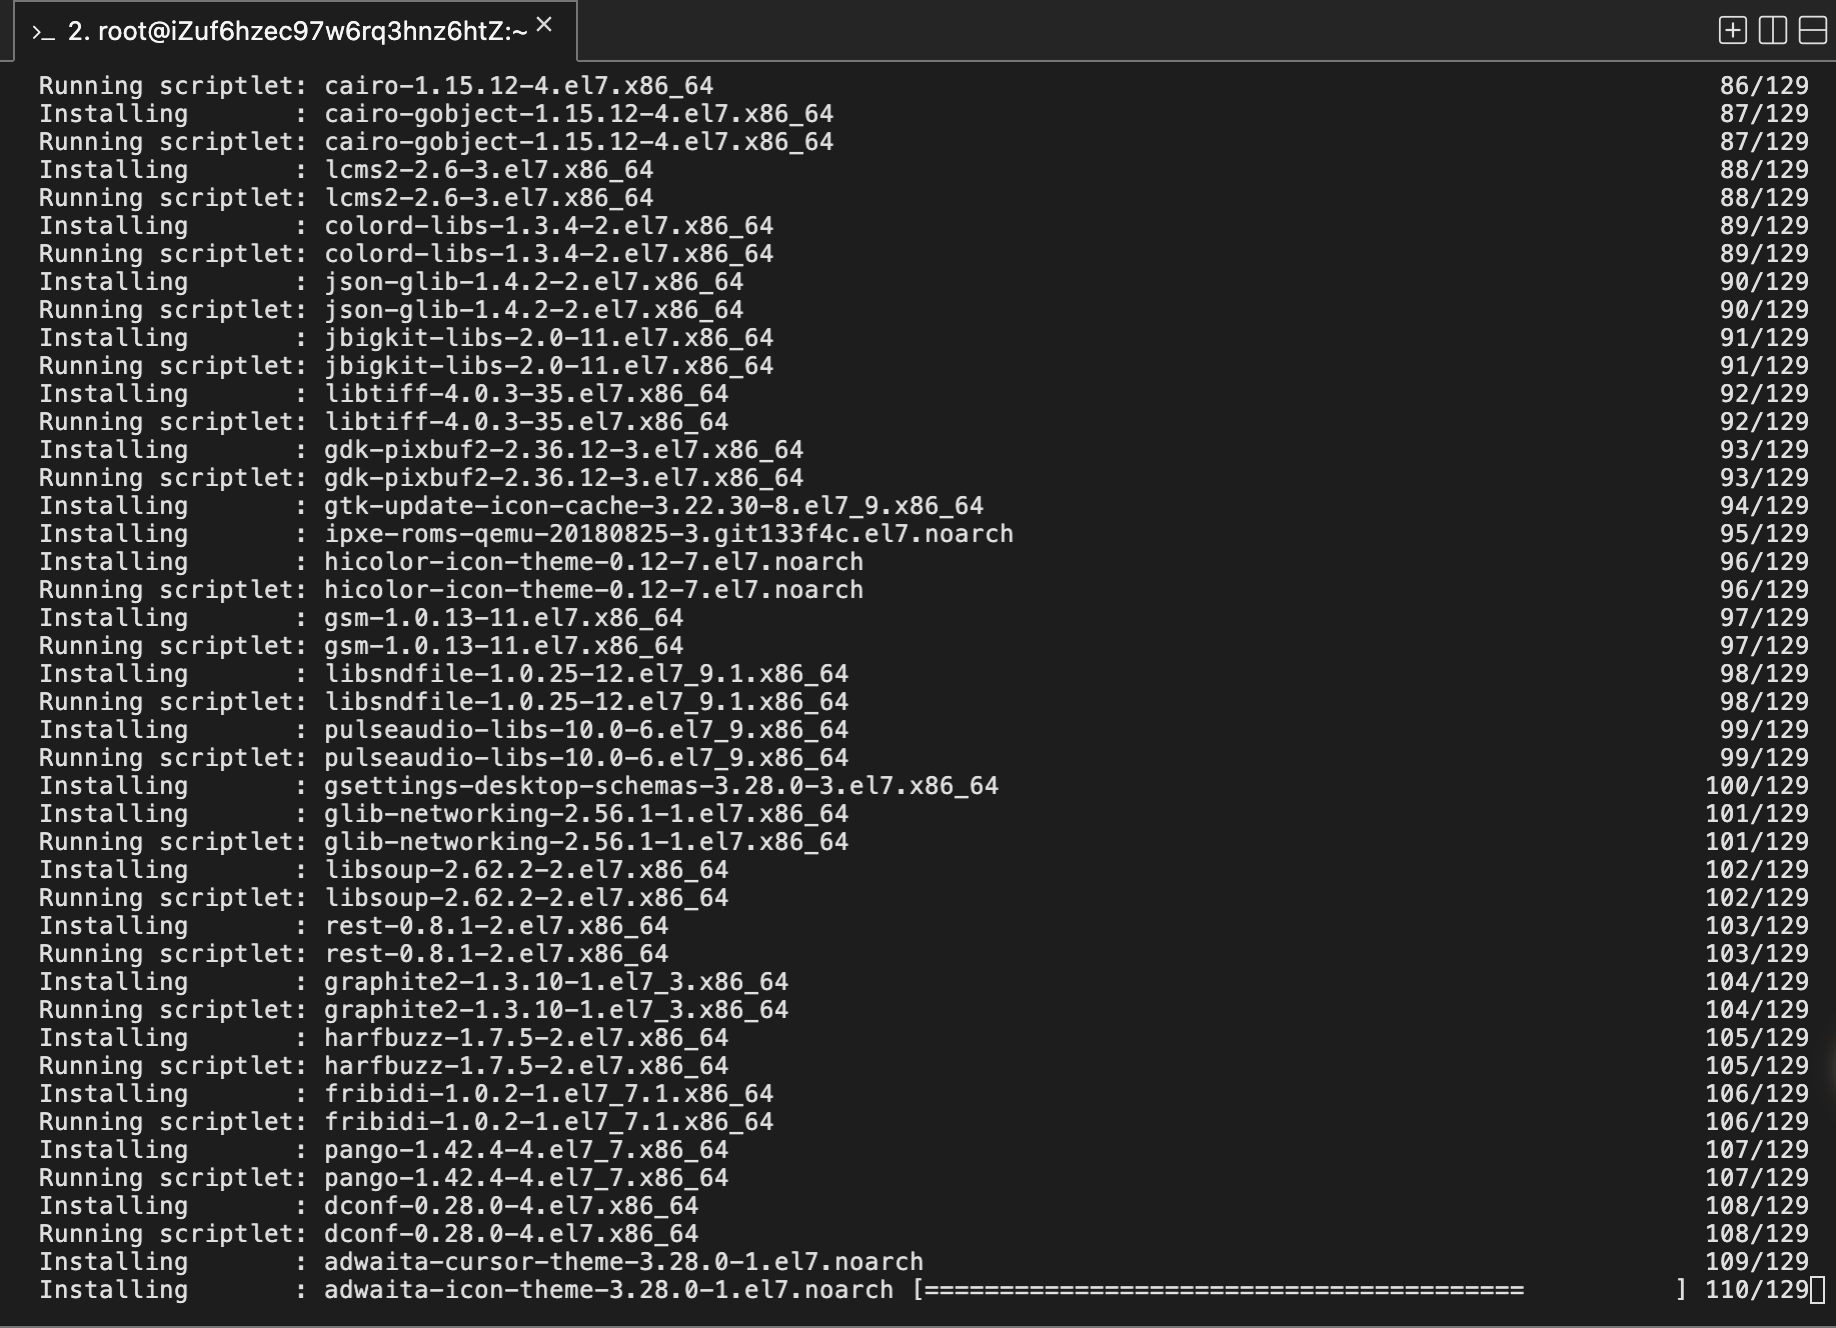 >_ 2. root@iZuf6hzec97w6rq3hnz6htZ:~ ×
Running scriptlet: cairo-1.15.12-4.el7.x86_64 86/129
Installing : cairo-gobject-1.15.12-4.el7.x86_64 87/129
Running scriptlet: cairo-gobject-1.15.12-4.el7.x86_64 87/129
Installing : lcms2-2.6-3.el7.x86_64 88/129
Running scriptlet: lcms2-2.6-3.el7.x86_64 88/129
Installing : colord-libs-1.3.4-2.el7.x86_64 89/129
Running scriptlet: colord-libs-1.3.4-2.el7.x86_64 89/129
Installing : json-glib-1.4.2-2.el7.x86_64 90/129
Running scriptlet: json-glib-1.4.2-2.el7.x86_64 90/129
Installing : jbigkit-libs-2.0-11.el7.x86_64 91/129
Running scriptlet: jbigkit-libs-2.0-11.el7.x86_64 91/129
Installing : libtiff-4.0.3-35.el7.x86_64 92/129
Running scriptlet: libtiff-4.0.3-35.el7.x86_64 92/129
Installing : gdk-pixbuf2-2.36.12-3.el7.x86_64 93/129
Running scriptlet: gdk-pixbuf2-2.36.12-3.el7.x86_64 93/129
Installing : gtk-update-icon-cache-3.22.30-8.el7_9.x86_64 94/129
Installing : ipxe-roms-qemu-20180825-3.git133f4c.el7.noarch 95/129
Installing : hicolor-icon-theme-0.12-7.el7.noarch 96/129
Running scriptlet: hicolor-icon-theme-0.12-7.el7.noarch 96/129
Installing : gsm-1.0.13-11.el7.x86_64 97/129
Running scriptlet: gsm-1.0.13-11.el7.x86_64 97/129
Installing : libsndfile-1.0.25-12.el7_9.1.x86_64 98/129
Running scriptlet: libsndfile-1.0.25-12.el7_9.1.x86_64 98/129
Installing : pulseaudio-libs-10.0-6.el7_9.x86_64 99/129
Running scriptlet: pulseaudio-libs-10.0-6.el7_9.x86_64 99/129
Installing : gsettings-desktop-schemas-3.28.0-3.el7.x86_64 100/129
Installing : glib-networking-2.56.1-1.el7.x86_64 101/129
Running scriptlet: glib-networking-2.56.1-1.el7.x86_64 101/129
Installing : libsoup-2.62.2-2.el7.x86_64 102/129
Running scriptlet: libsoup-2.62.2-2.el7.x86_64 102/129
Installing : rest-0.8.1-2.el7.x86_64 103/129
Running scriptlet: rest-0.8.1-2.el7.x86_64 103/129
Installing : graphite2-1.3.10-1.el7_3.x86_64 104/129
Running scriptlet: graphite2-1.3.10-1.el7_3.x86_64 104/129
Installing : harfbuzz-1.7.5-2.el7.x86_64 105/129
Running scriptlet: harfbuzz-1.7.5-2.el7.x86_64 105/129
Installing : fribidi-1.0.2-1.el7_7.1.x86_64 106/129
Running scriptlet: fribidi-1.0.2-1.el7_7.1.x86_64 106/129
Installing : pango-1.42.4-4.el7_7.x86_64 107/129
Running scriptlet: pango-1.42.4-4.el7_7.x86_64 107/129
Installing : dconf-0.28.0-4.el7.x86_64 108/129
Running scriptlet: dconf-0.28.0-4.el7.x86_64 108/129
Installing : adwaita-cursor-theme-3.28.0-1.el7.noarch 109/129
Installing : adwaita-icon-theme-3.28.0-1.el7.noarch [======================================== ] 110/129